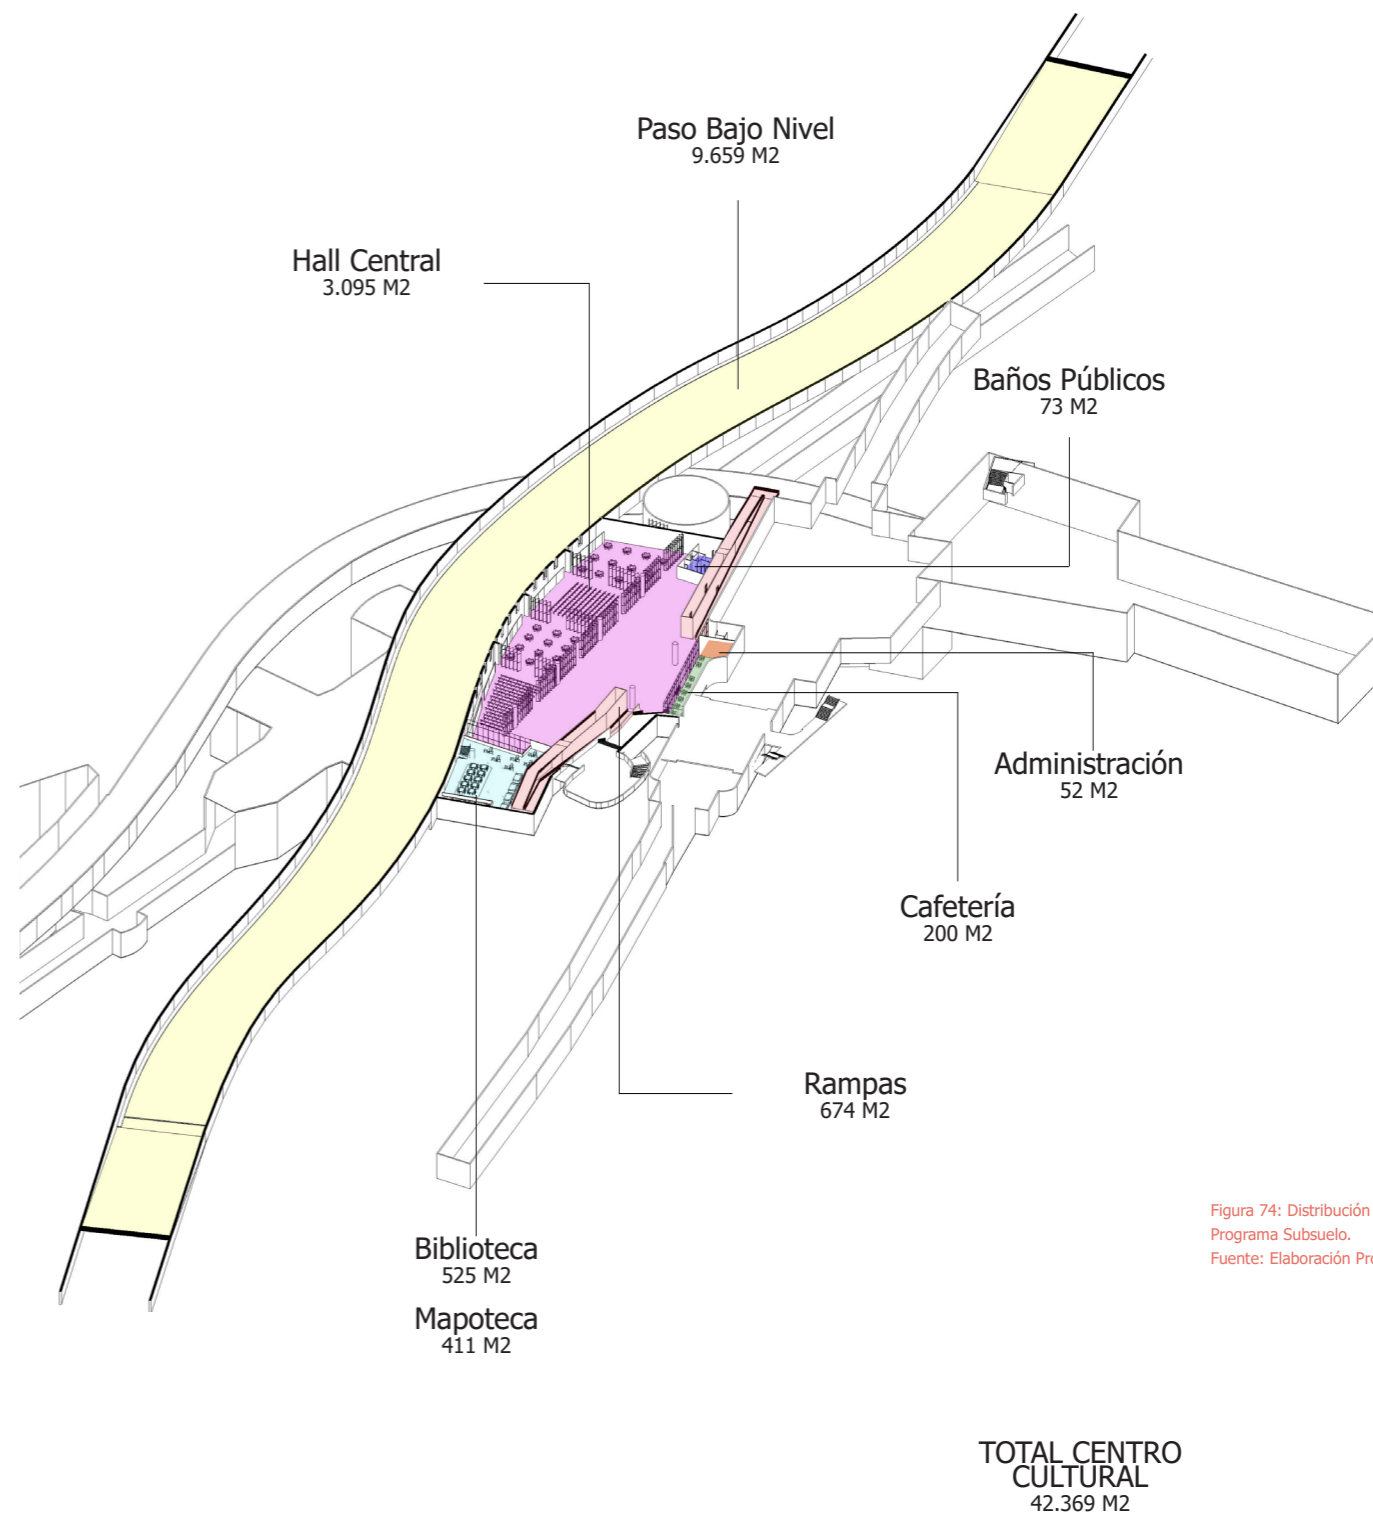 Paso Bajo Nivel
9.659 M2
Hall Central
3.095 M2
Baños Públicos
73 M2
Administración
52 M2
Cafetería
200 M2
Rampas
674 M2
Biblioteca
525 M2
Mapoteca
411 M2
Figura 74: Distribución
Programa Subsuelo.
Fuente: Elaboración
TOTAL CENTRO
CULTURAL
42.369 M2